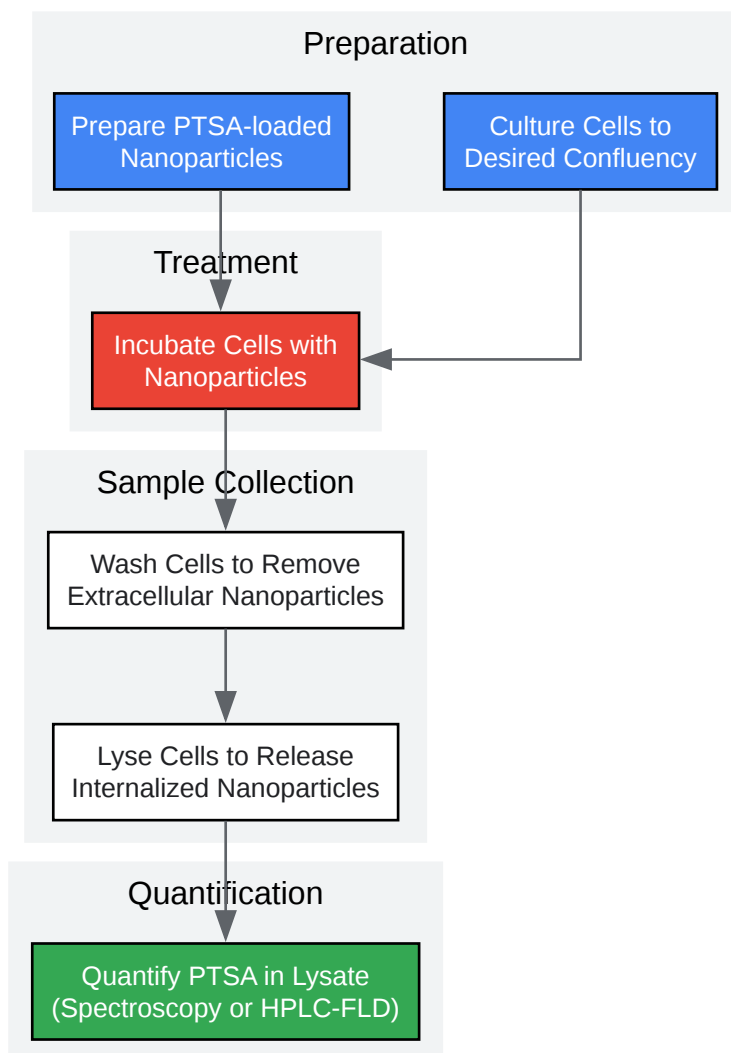 Preparation
Prepare PTSA-loaded
Nanoparticles
Culture Cells to
Desired Confluency
Treatment
Incubate Cells with
Nanoparticles
Sample Collection
Wash Cells to Remove
Extracellular Nanoparticles
Lyse Cells to Release
Internalized Nanoparticles
Quantification
Quantify PTSA in Lysate
(Spectroscopy or HPLC-FLD)